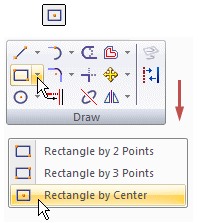 Draw
Rectangle by 2 Points
Rectangle by 3 Points
Rectangle by Center